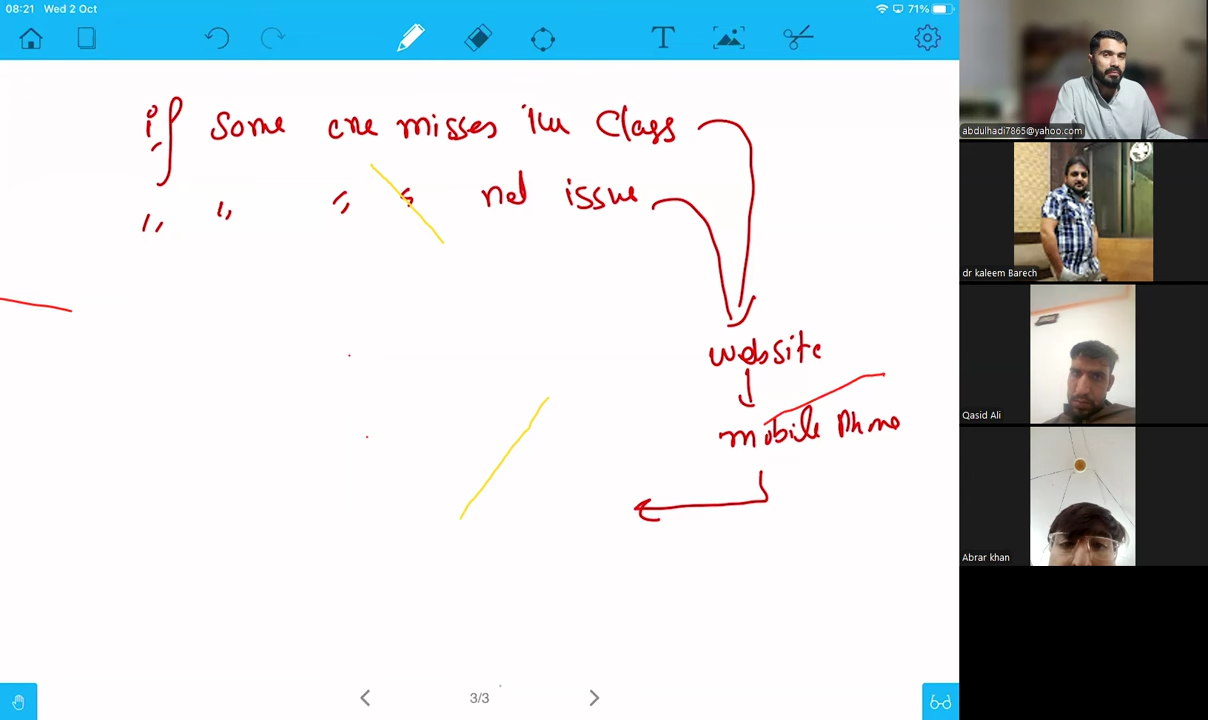 08:21 Wed 2 Oct
71%
T
if some one misses the Class
" " " " net issue
website
mobile Phone
3/3
abdulhadi7865@yahoo.com
dr kaleem Barech
Qasid Ali
Abrar khan